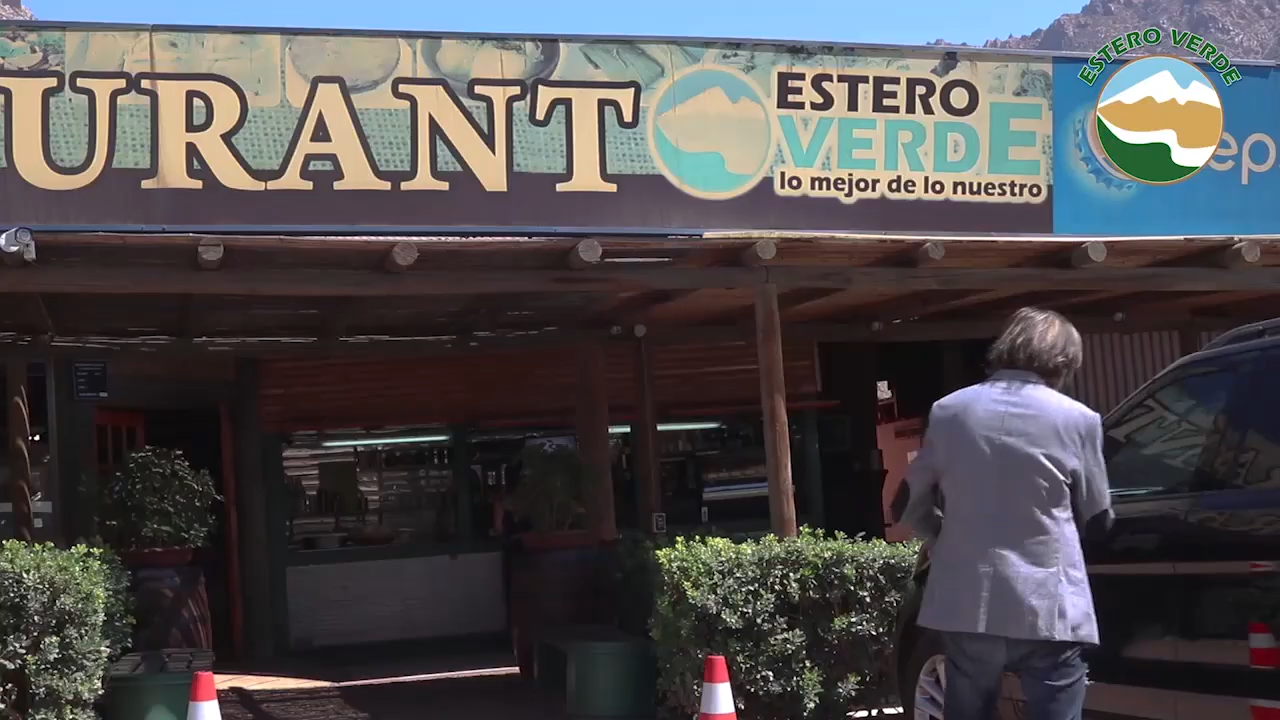 URANT
ESTERO
VERDE
lo mejor de lo nuestro
ESTERO VERDE
ep